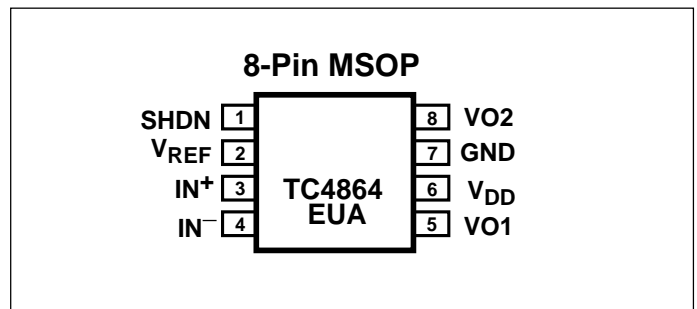 8-Pin MSOP
SHDN 1 8 VO2
VREF 2 7 GND
IN+ 3 6 VDD
IN− 4 5 VO1
TC4864
EUA